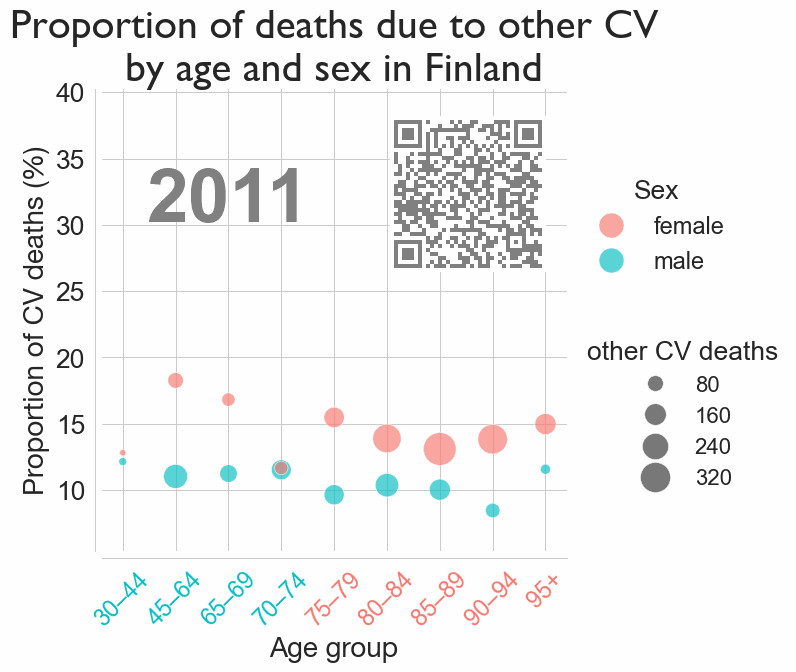 Proportion of deaths due to other CV
by age and sex in Finland
2011
Proportion of CV deaths (%)
40
35
30
25
20
15
10
30–44
45–64
65–69
70–74
75–79
80–84
85–89
90–94
95+
Age group
Sex
female
male
other CV deaths
80
160
240
320